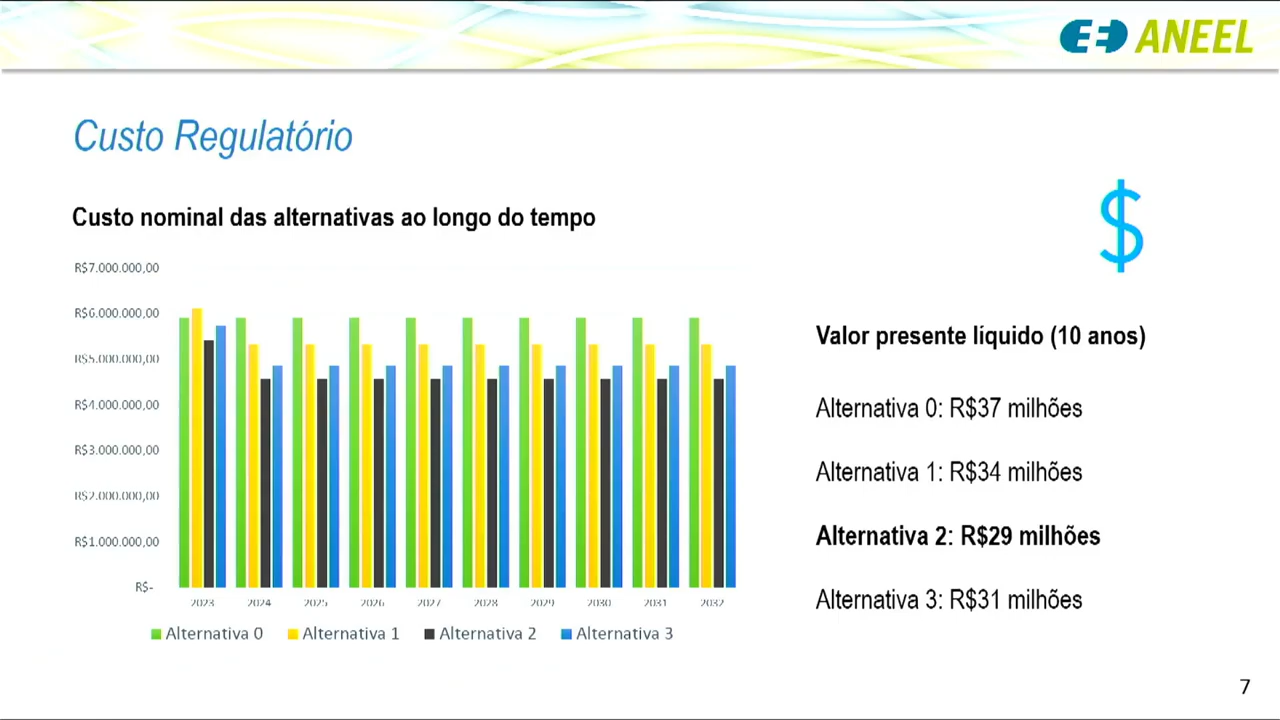 ANEEL
Custo Regulatório
Custo nominal das alternativas ao longo do tempo
R$7.000.000,00
R$6.000.000,00
R$5.000.000,00
R$4.000.000,00
R$3.000.000,00
R$2.000.000,00
R$1.000.000,00
R$-
2023 2024 2025 2026 2027 2028 2029 2030 2031 2032
Alternativa 0 Alternativa 1 Alternativa 2 Alternativa 3
$
Valor presente líquido (10 anos)
Alternativa 0: R$37 milhões
Alternativa 1: R$34 milhões
Alternativa 2: R$29 milhões
Alternativa 3: R$31 milhões
7